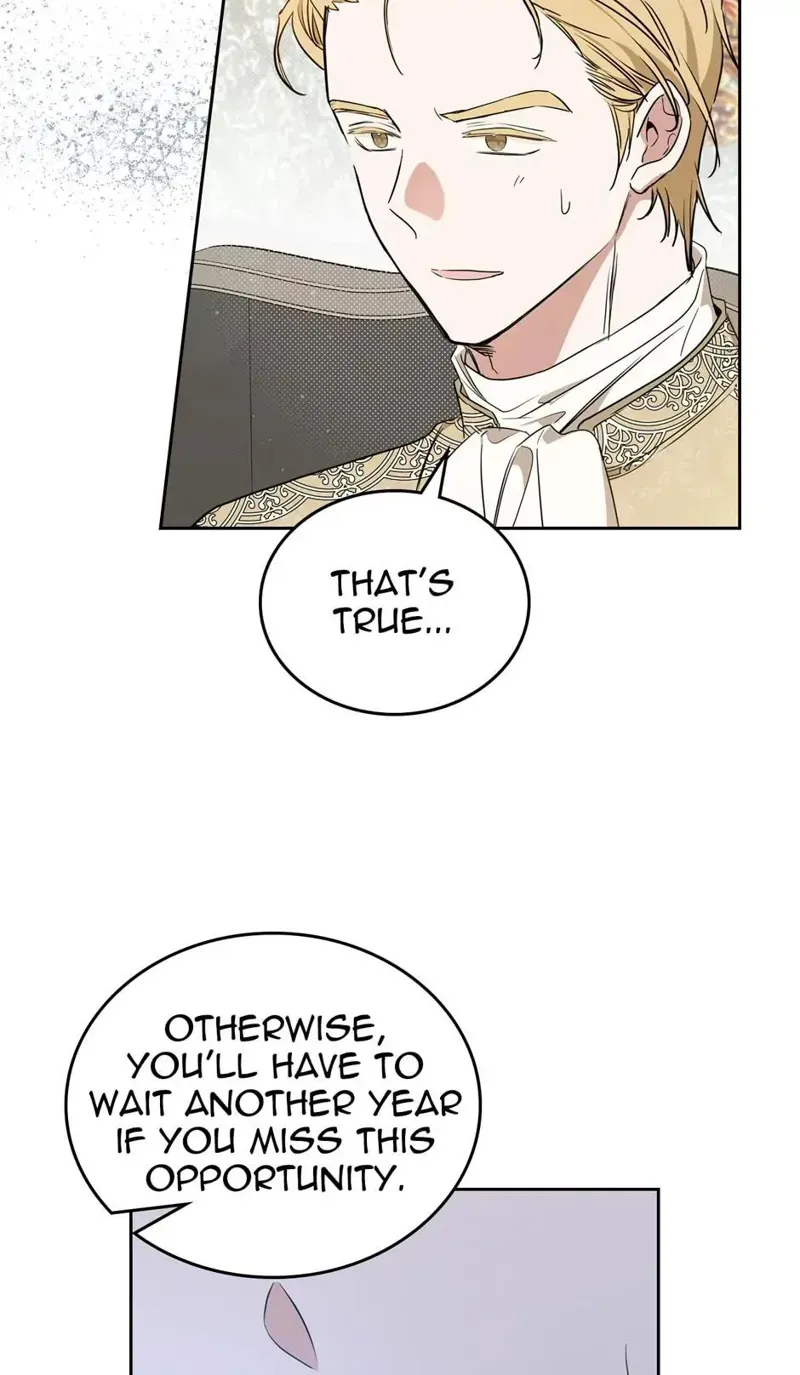 THAT'S
TRUE...
OTHERWISE,
YOU'LL HAVE TO
WAIT ANOTHER YEAR
IF YOU MISS THIS
OPPORTUNITY.